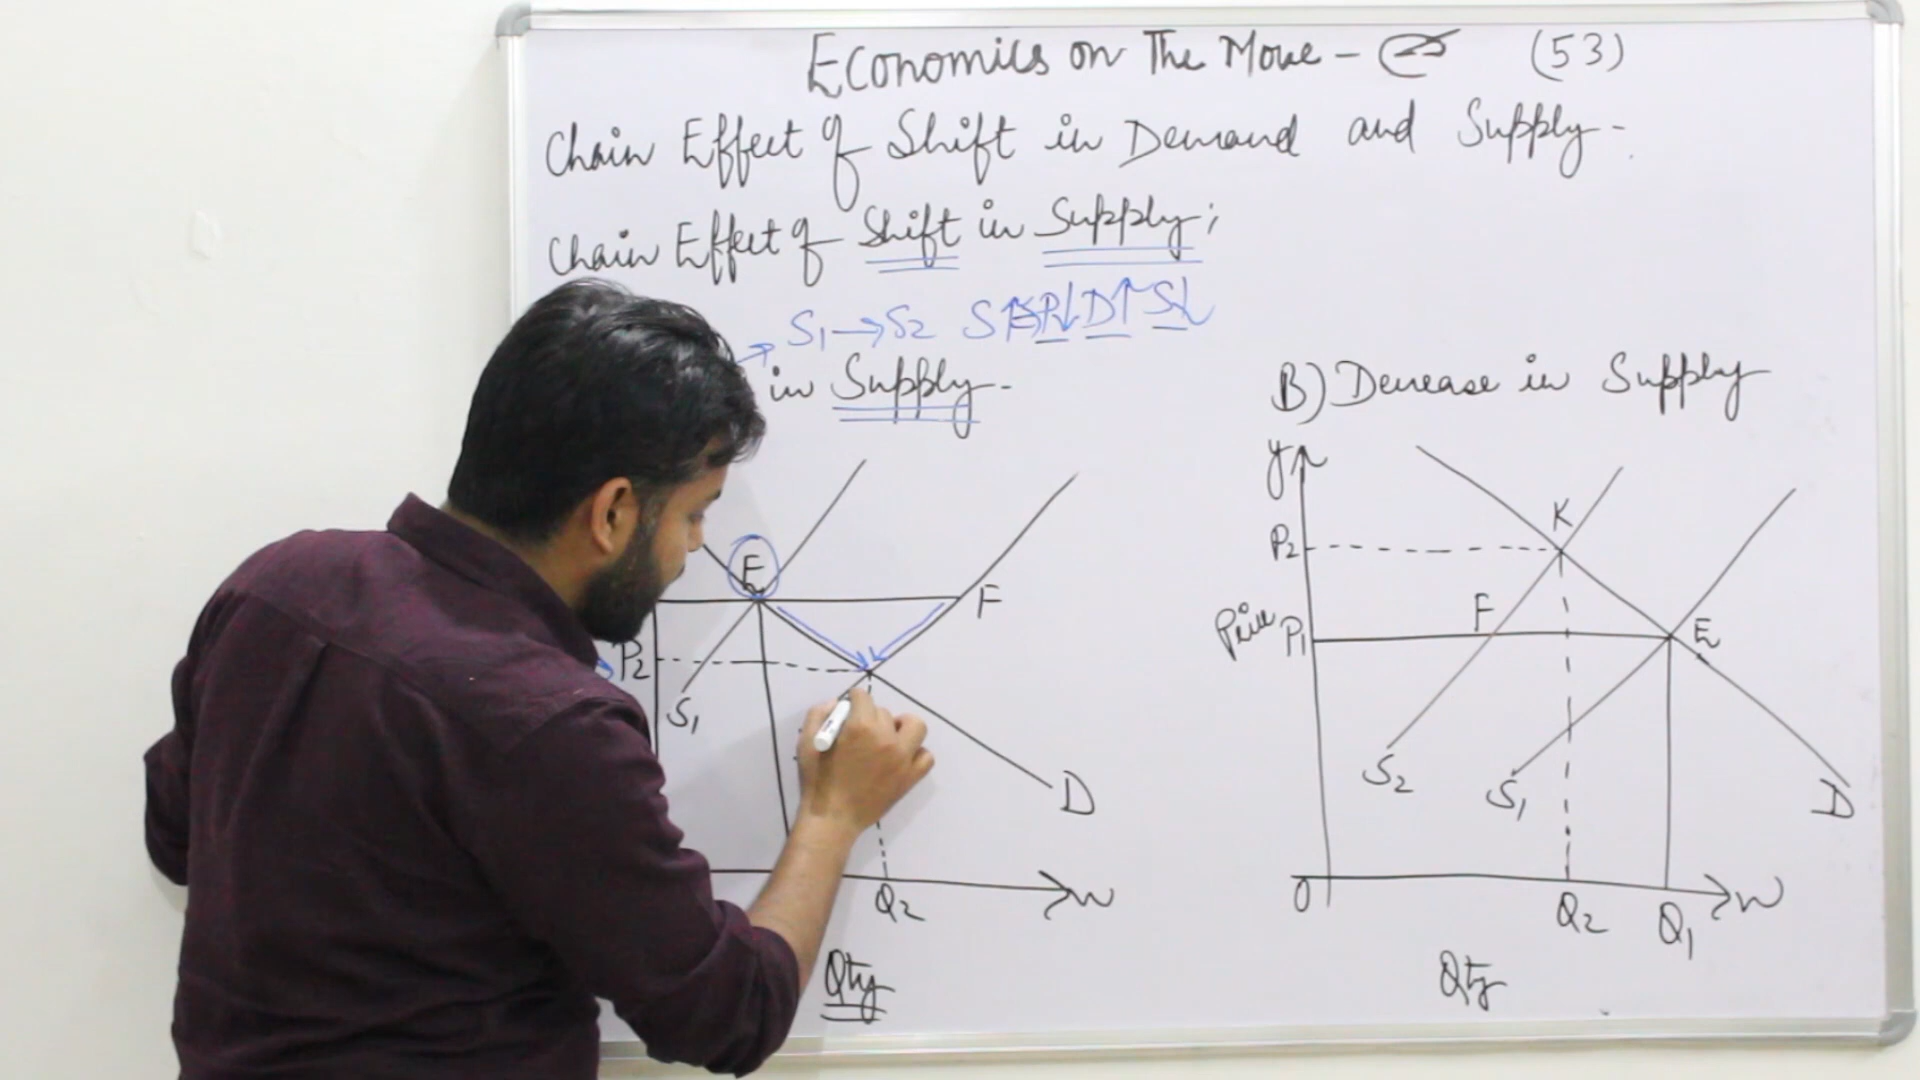 Economics on The Move - (53)
Chain Effect of Shift in Demand and Supply -
Chain Effect of Shift in Supply;
→ S1 → S2 S↑ P↓ D↑ S↓
in Supply -
B) Decrease in Supply
y
E
F
P2
S1
D
Q2
Qty
K
P2
F
Price P1
E
S2
S1
D
O
Q2
Q1
Qty